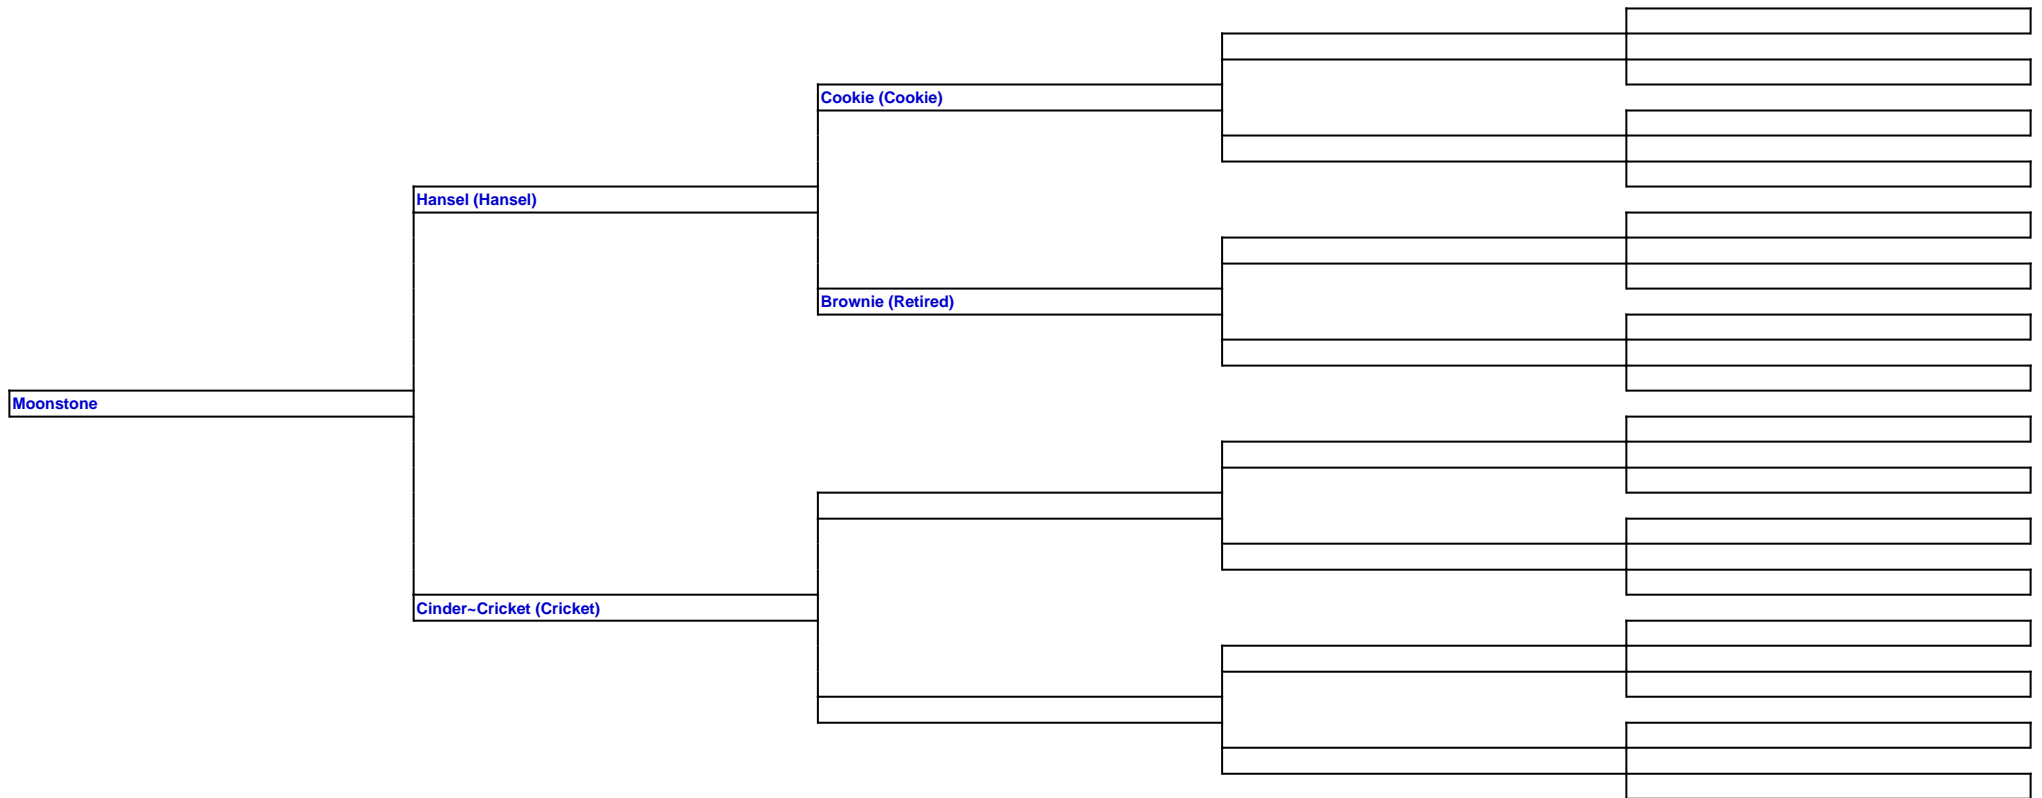 Cookie (Cookie)
Hansel (Hansel)
Brownie (Retired)
Moonstone
Cinder~Cricket (Cricket)